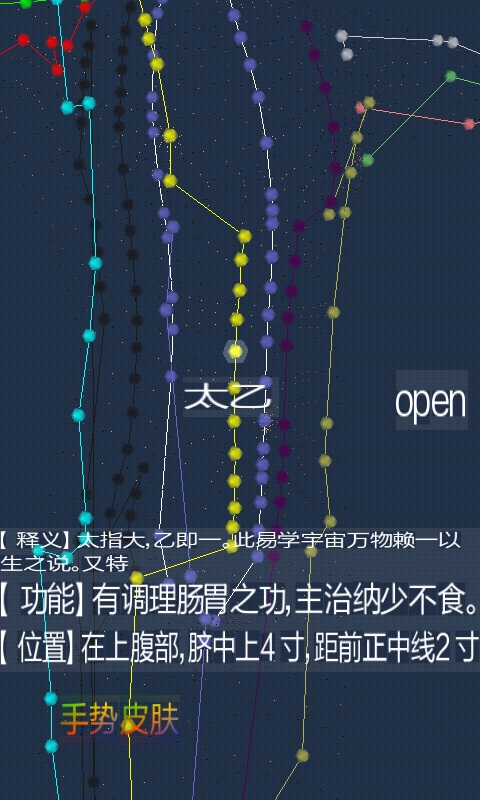 太乙
open
【 释义】太指大,乙即一。此易学宇宙万物赖一以
生之说。又特
【 功能】有调理肠胃之功,主治纳少不食。
【 位置】在上腹部,脐中上4寸,距前正中线2寸
手势皮肤